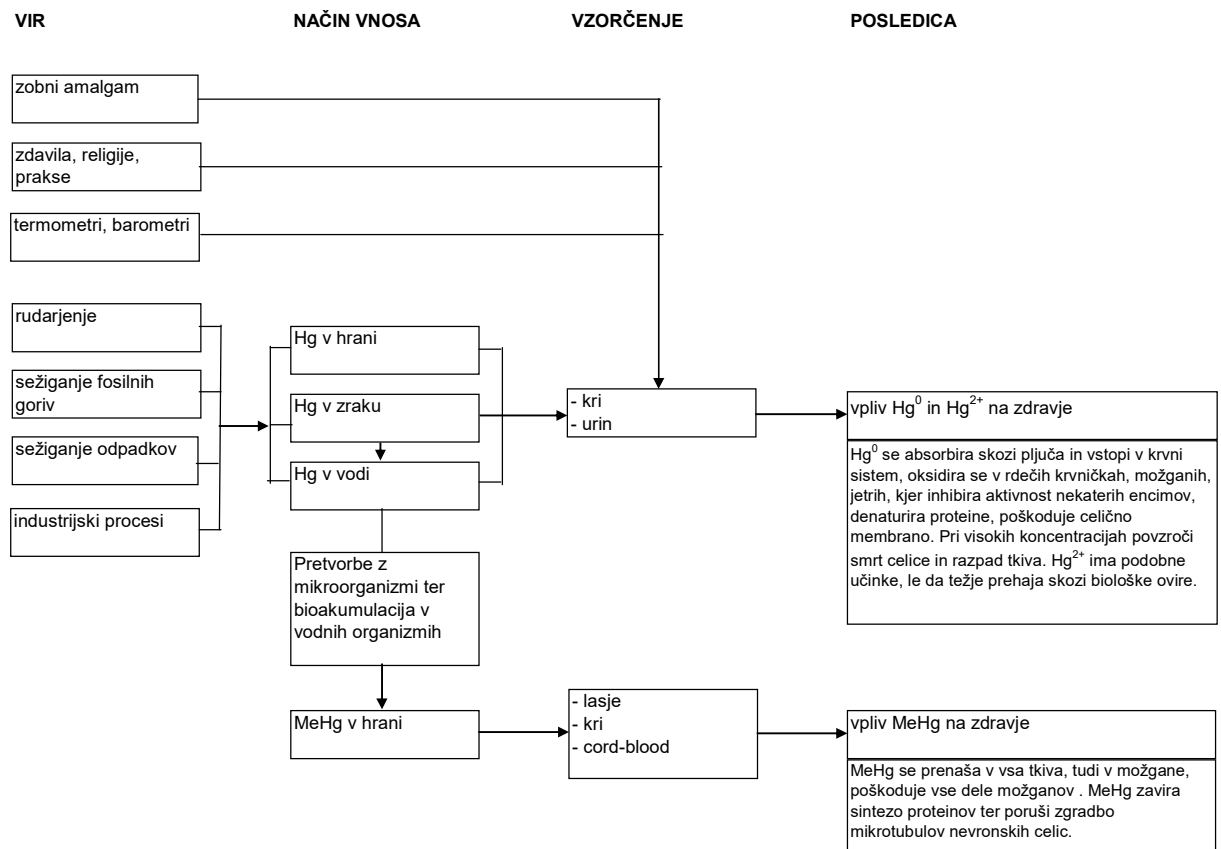 VIR
NAČIN VNOSA
VZORČENJE
POSLEDICA
zobni amalgam
zdavila, religije,
prakse
termometri, barometri
rudarjenje
sežiganje fosilnih
goriv
sežiganje odpadkov
industrijski procesi
Hg v hrani
Hg v zraku
Hg v vodi
Pretvorbe z
mikroorganizmi ter
bioakumulacija v
vodnih organizmih
MeHg v hrani
- kri
- urin
- lasje
- kri
- cord-blood
vpliv Hg⁰ in Hg²⁺ na zdravje
Hg⁰ se absorbira skozi pljuča in vstopi v krvni
sistem, oksidira se v rdečih krvničkah, možganih,
jetrih, kjer inhibira aktivnost nekaterih encimov,
denaturira proteine, poškoduje celično
membrano. Pri visokih koncentracijah povzroči
smrt celice in razpad tkiva. Hg²⁺ ima podobne
učinke, le da težje prehaja skozi biološke ovire.
vpliv MeHg na zdravje
MeHg se prenaša v vsa tkiva, tudi v možgane,
poškoduje vse dele možganov . MeHg zavira
sintezo proteinov ter poruši zgradbo
mikrotubulov nevronskih celic.